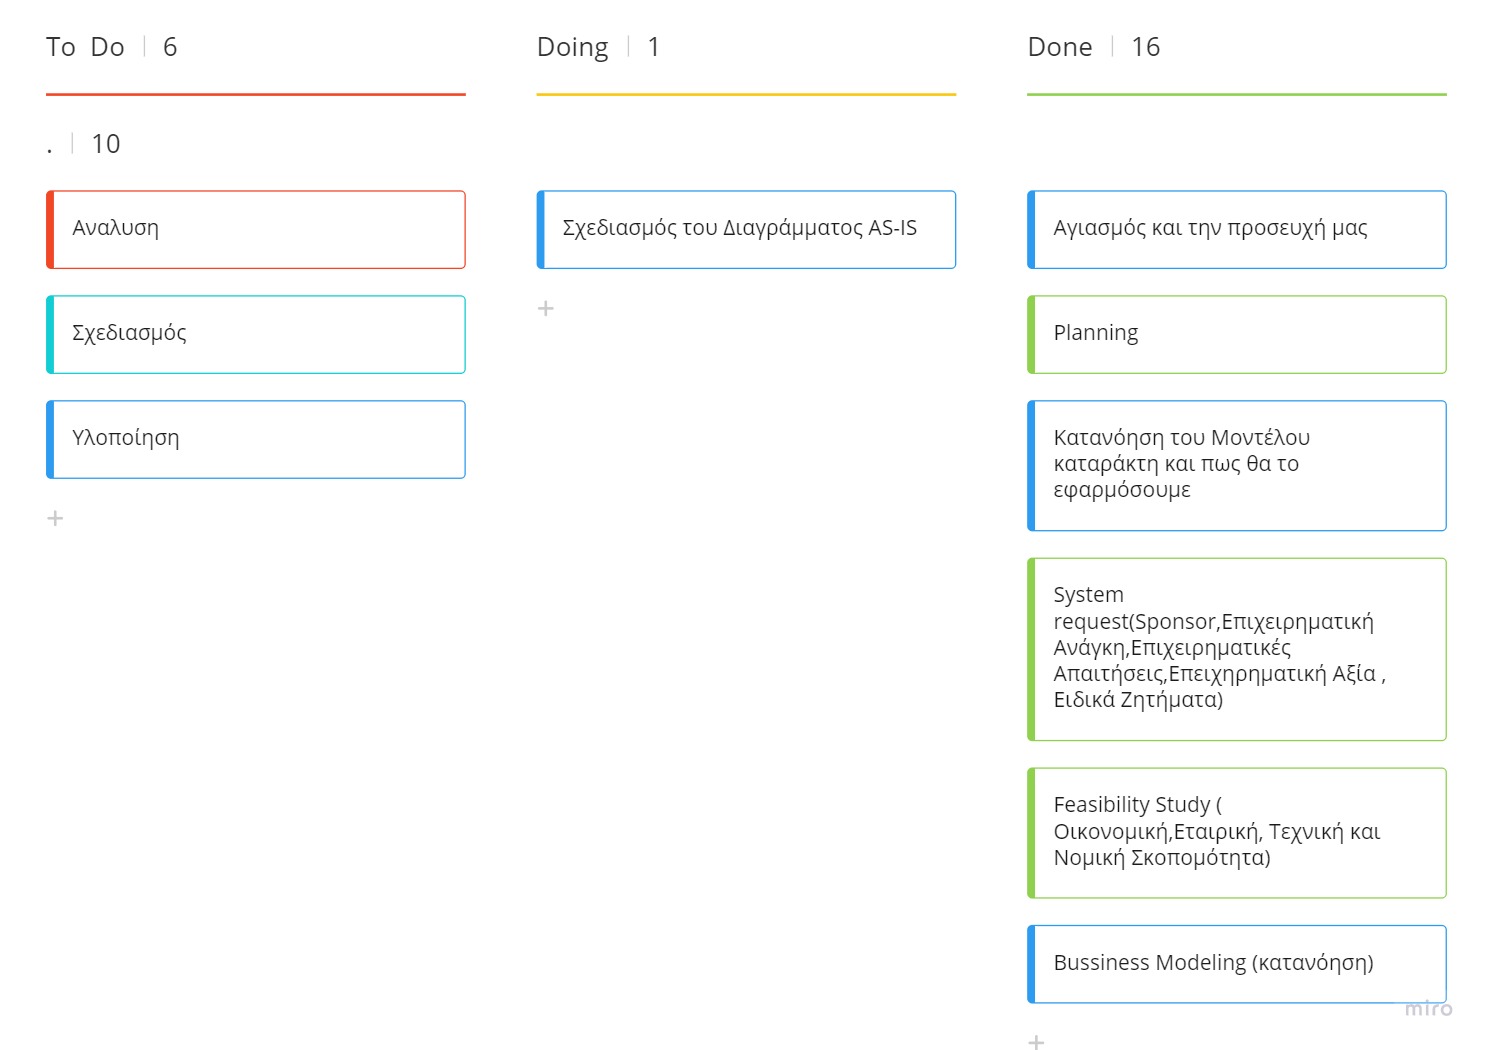 To Do | 6
. | 10
Αναλυση
Σχεδιασμός
Υλοποίηση
+
Doing | 1
Σχεδιασμός του Διαγράμματος AS-IS
+
Done | 16
Αγιασμός και την προσευχή μας
Planning
Κατανόηση του Μοντέλου
καταράκτη και πως θα το
εφαρμόσουμε
System
request(Sponsor,Επιχειρηματική
Ανάγκη,Επιχειρηματικές
Απαιτήσεις,Επειχηρηματική Αξία ,
Ειδικά Ζητήματα)
Feasibility Study (
Οικονομική,Εταιρική, Τεχνική και
Νομική Σκοπομότητα)
Bussiness Modeling (κατανόηση)
+
miro